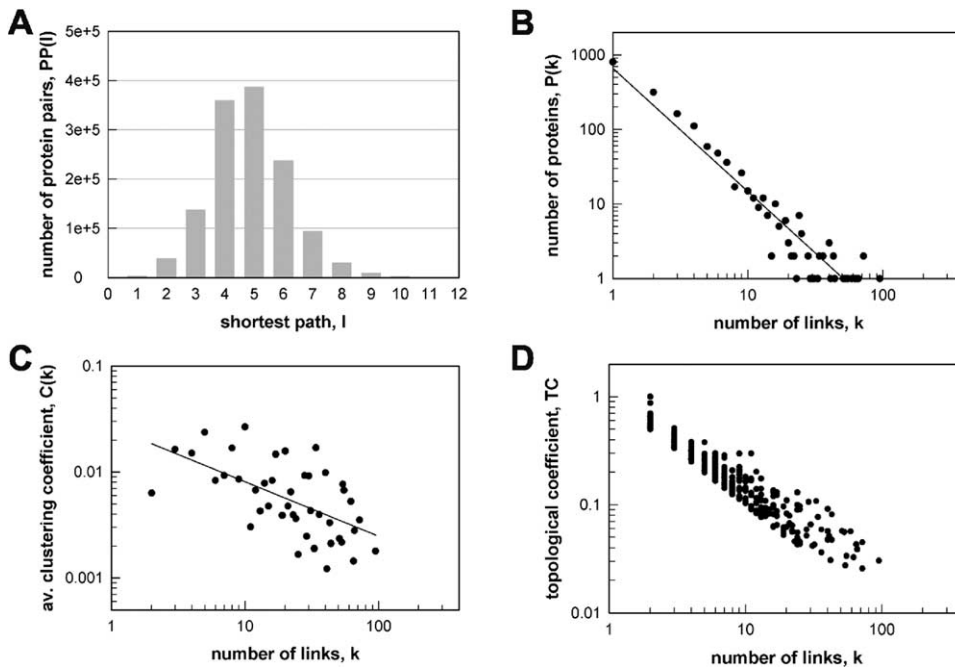 A
number of protein pairs, PP(l)
5e+5
4e+5
3e+5
2e+5
1e+5
0
0 1 2 3 4 5 6 7 8 9 10 11 12
shortest path, l
B
number of proteins, P(k)
1000
100
10
1
1 10 100
number of links, k
C
av. clustering coefficient, C(k)
0.1
0.01
0.001
1 10 100
number of links, k
D
topological coefficient, TC
1
0.1
0.01
1 10 100
number of links, k